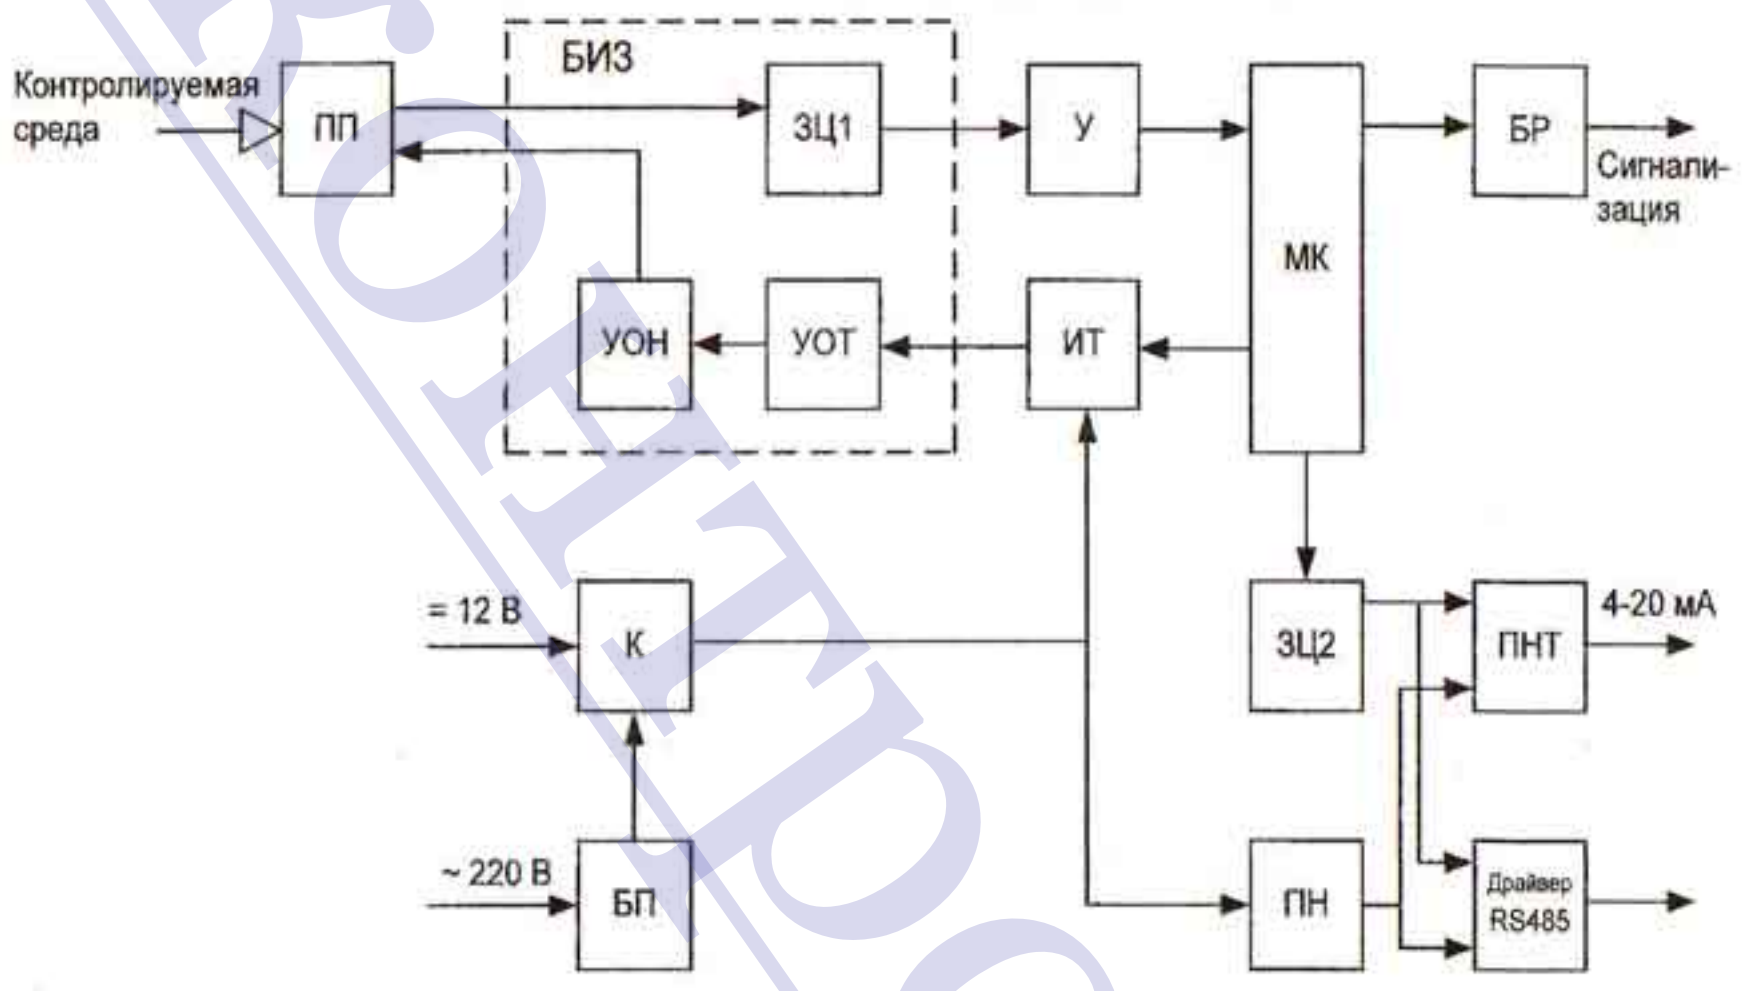 БИЗ
Контролируемая
среда
ПП
ЗЦ1
У
МК
БР
Сигнали-
зация
УОН
УОТ
ИТ
= 12 В
К
ЗЦ2
ПНТ
4-20 мА
~ 220 В
БП
ПН
Драйвер
RS485
контро